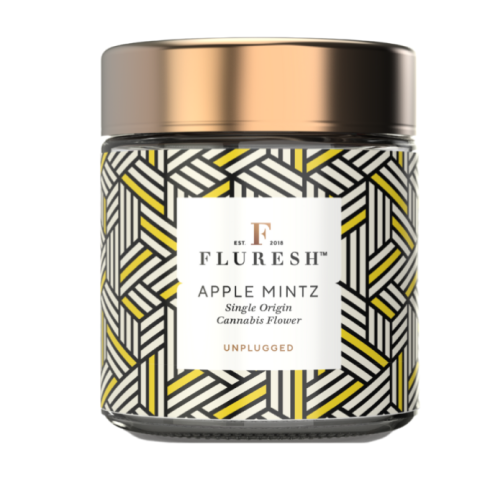 EST. F 2018
FLURESH™
APPLE MINTZ
Single Origin
Cannabis Flower
UNPLUGGED